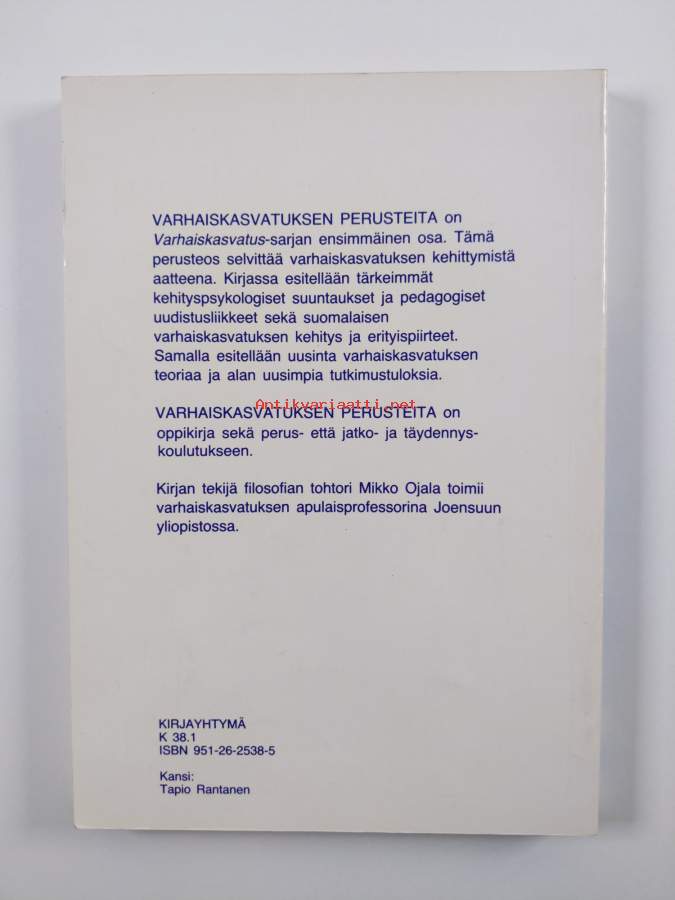 VARHAISKASVATUKSEN PERUSTEITA on
Varhaiskasvatus-sarjan ensimmäinen osa. Tämä
perusteos selvittää varhaiskasvatuksen kehittymistä
aatteena. Kirjassa esitellään tärkeimmät
kehityspsykologiset suuntaukset ja pedagogiset
uudistusliikkeet sekä suomalaisen
varhaiskasvatuksen kehitys ja erityispiirteet.
Samalla esitellään uusinta varhaiskasvatuksen
teoriaa ja alan uusimpia tutkimustuloksia.
Antikvariaatti.net
VARHAISKASVATUKSEN PERUSTEITA on
oppikirja sekä perus- että jatko- ja täydennys-
koulutukseen.
Kirjan tekijä filosofian tohtori Mikko Ojala toimii
varhaiskasvatuksen apulaisprofessorina Joensuun
yliopistossa.
KIRJAYHTYMÄ
K 38.1
ISBN 951-26-2538-5
Kansi:
Tapio Rantanen